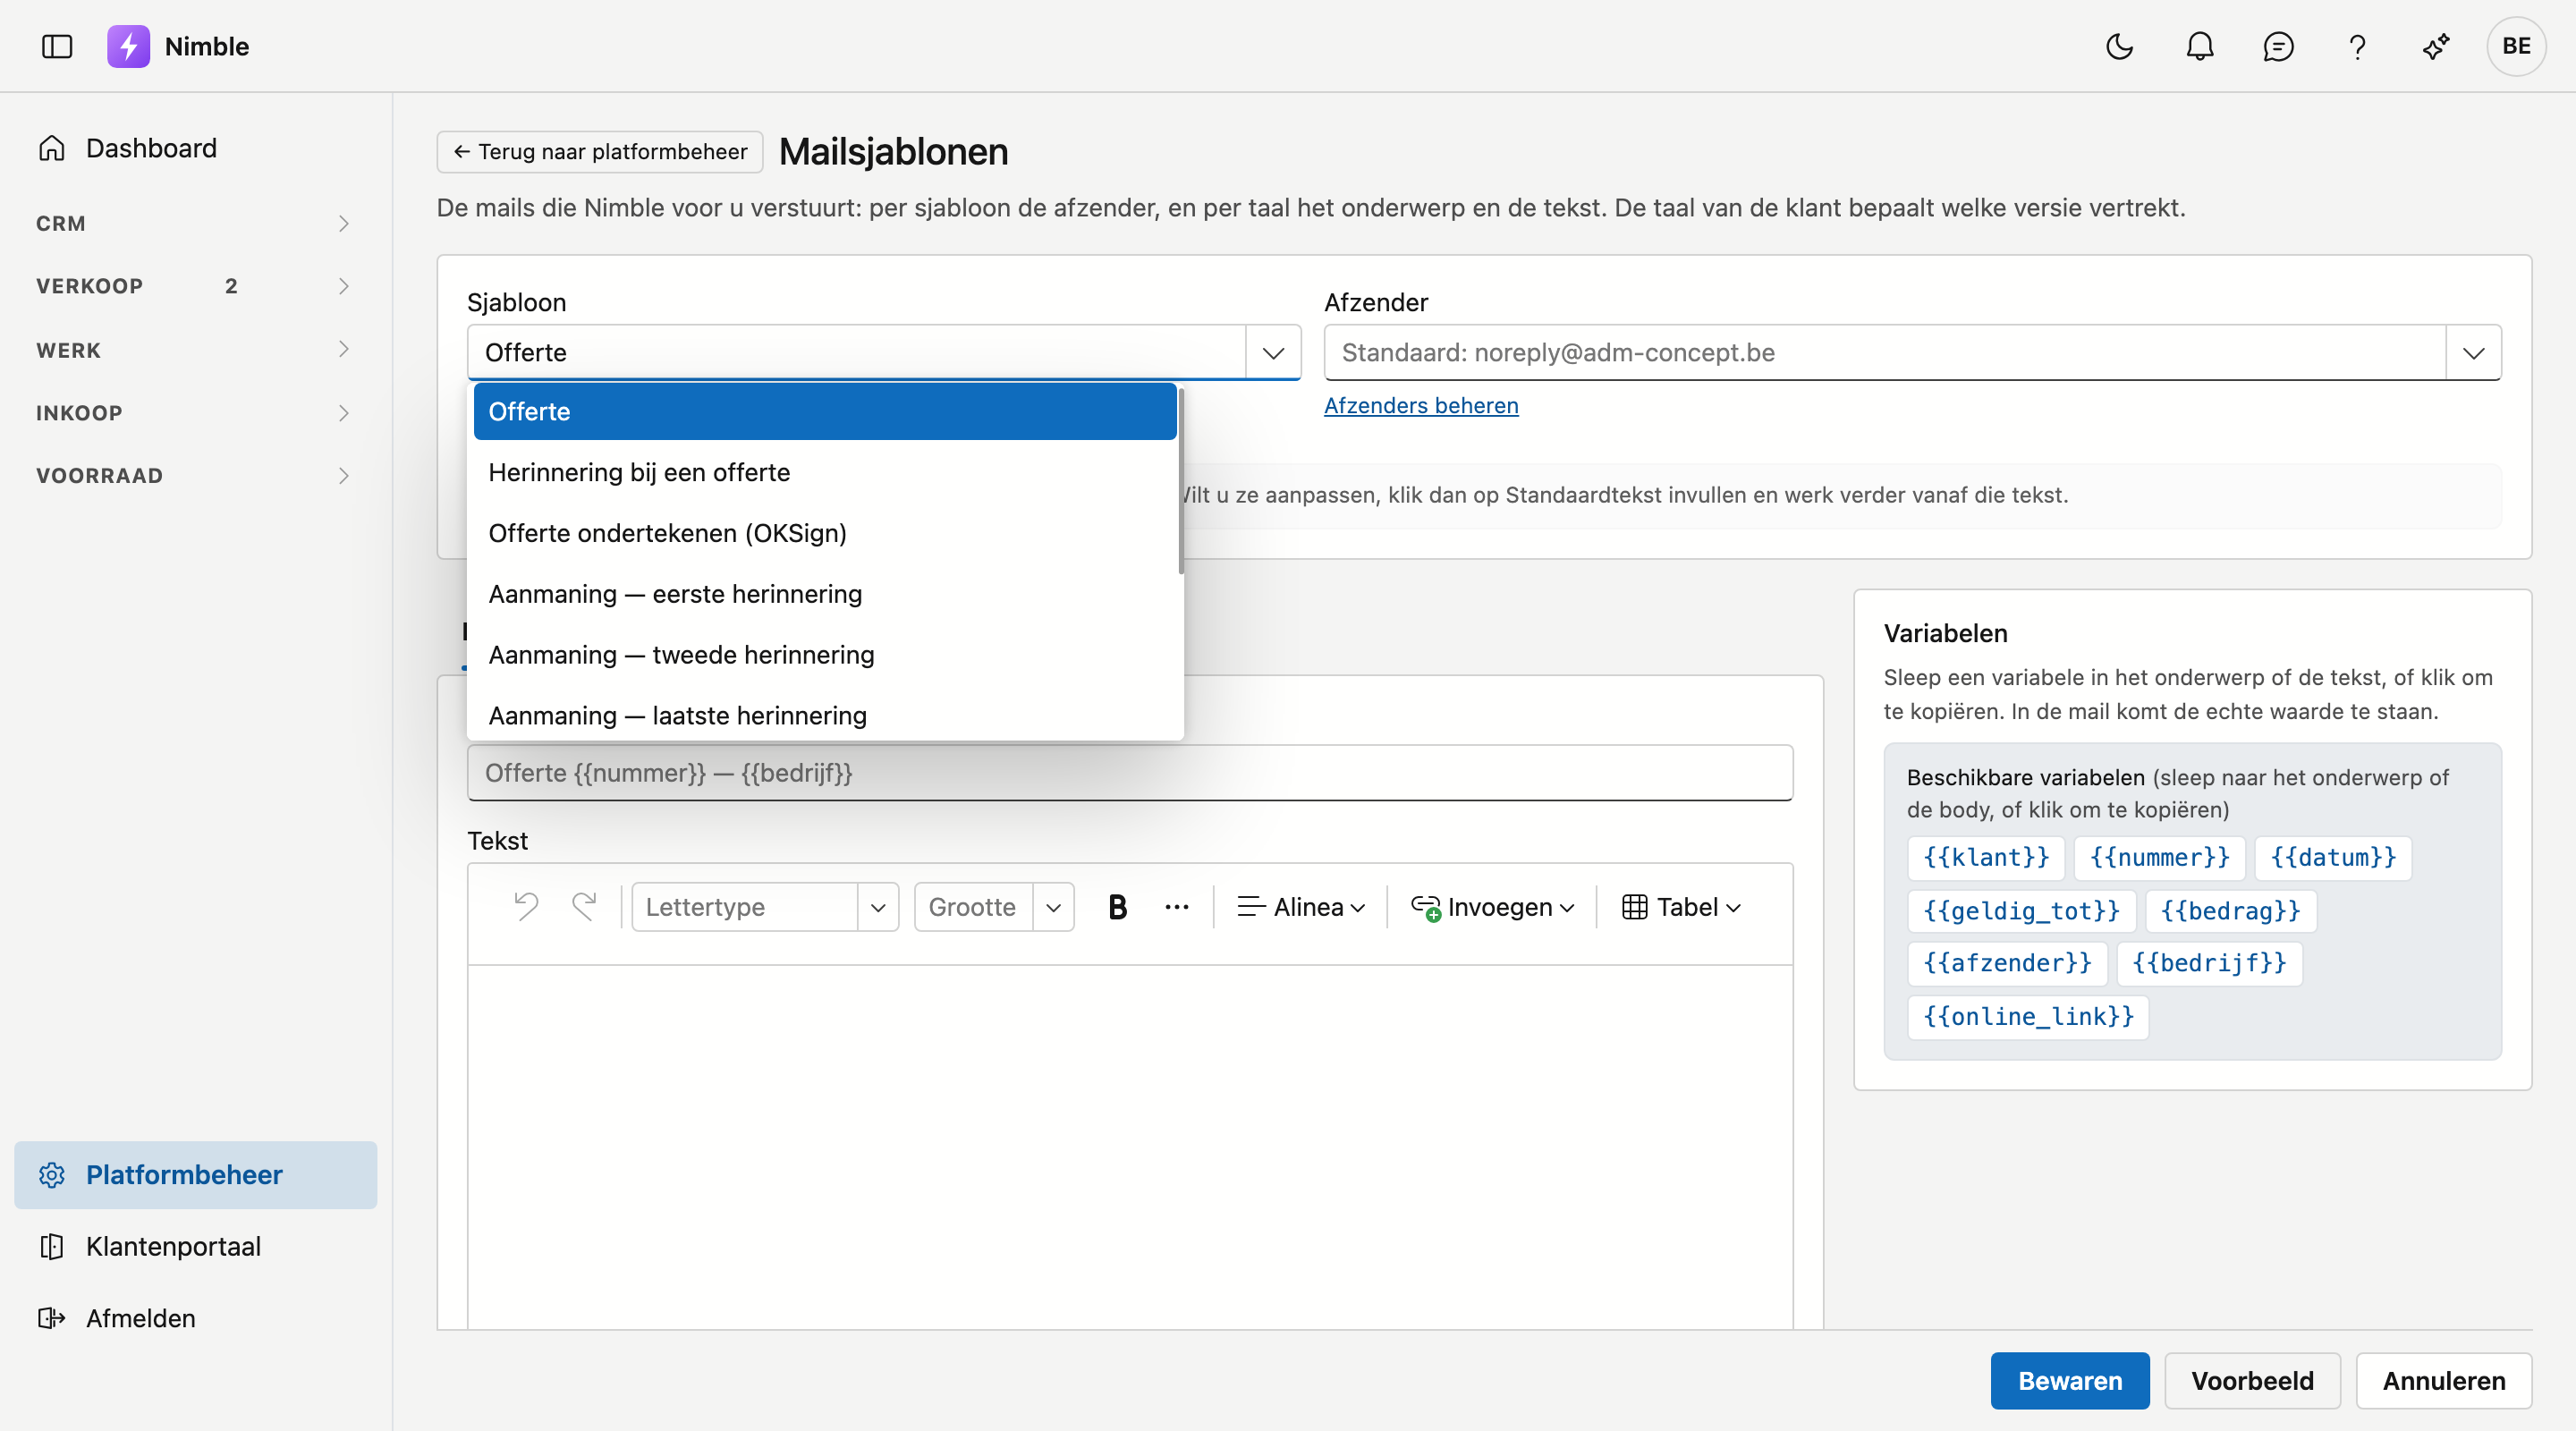 Nimble
BE
Dashboard
CRM
VERKOOP 2
WERK
INKOOP
VOORRAAD
Platformbeheer
Klantenportaal
Afmelden
← Terug naar platformbeheer
Mailsjablonen
De mails die Nimble voor u verstuurt: per sjabloon de afzender, en per taal het onderwerp en de tekst. De taal van de klant bepaalt welke versie vertrekt.
Sjabloon
Offerte
Offerte
Herinnering bij een offerte
Offerte ondertekenen (OKSign)
Aanmaning — eerste herinnering
Aanmaning — tweede herinnering
Aanmaning — laatste herinnering
Afzender
Standaard: noreply@adm-concept.be
Afzenders beheren
u ze aanpassen, klik dan op Standaardtekst invullen en werk verder vanaf die tekst.
Offerte {{nummer}} — {{bedrijf}}
Tekst
Lettertype
Grootte
B
Alinea
Invoegen
Tabel
Variabelen
Sleep een variabele in het onderwerp of de tekst, of klik om
te kopiëren. In de mail komt de echte waarde te staan.
Beschikbare variabelen (sleep naar het onderwerp of
de body, of klik om te kopiëren)
{{klant}} {{nummer}} {{datum}}
{{geldig_tot}} {{bedrag}}
{{afzender}} {{bedrijf}}
{{online_link}}
Bewaren
Voorbeeld
Annuleren